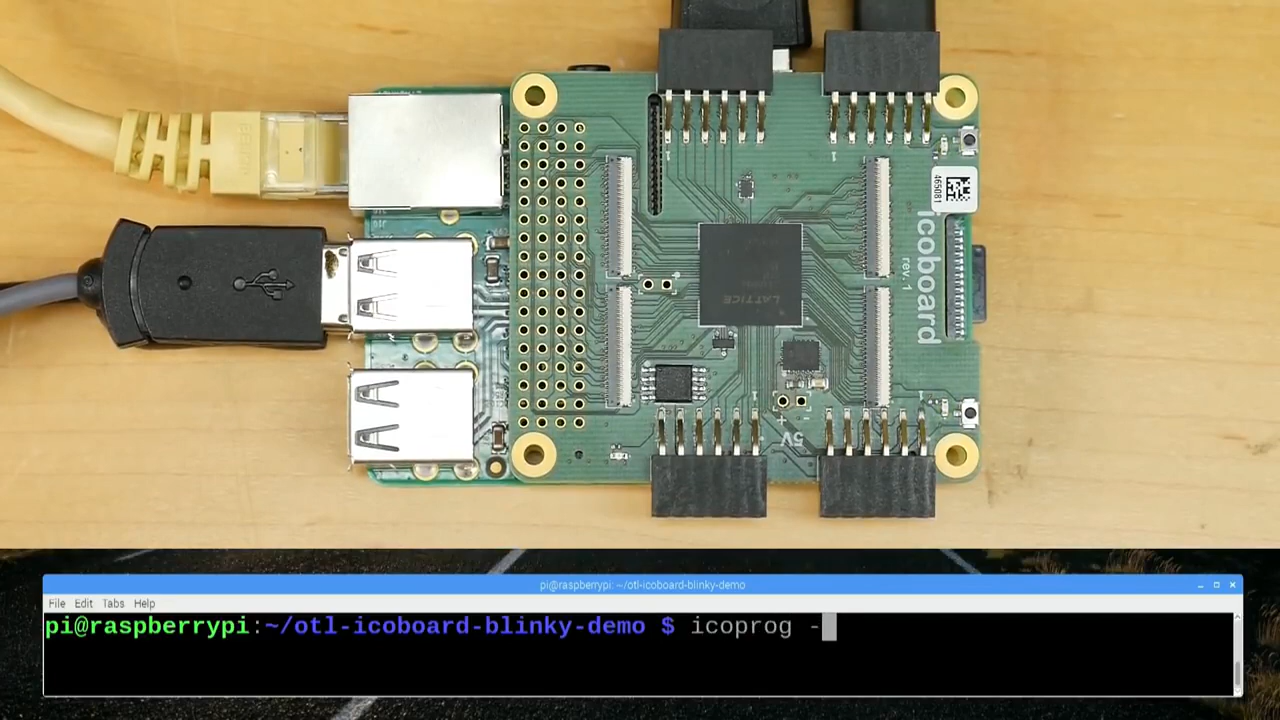 465081
icoboard
rev. 1
LATTICE
5V
pi@raspberrypi: ~/otl-icoboard-blinky-demo
File Edit Tabs Help
pi@raspberrypi:~/otl-icoboard-blinky-demo $ icoprog -